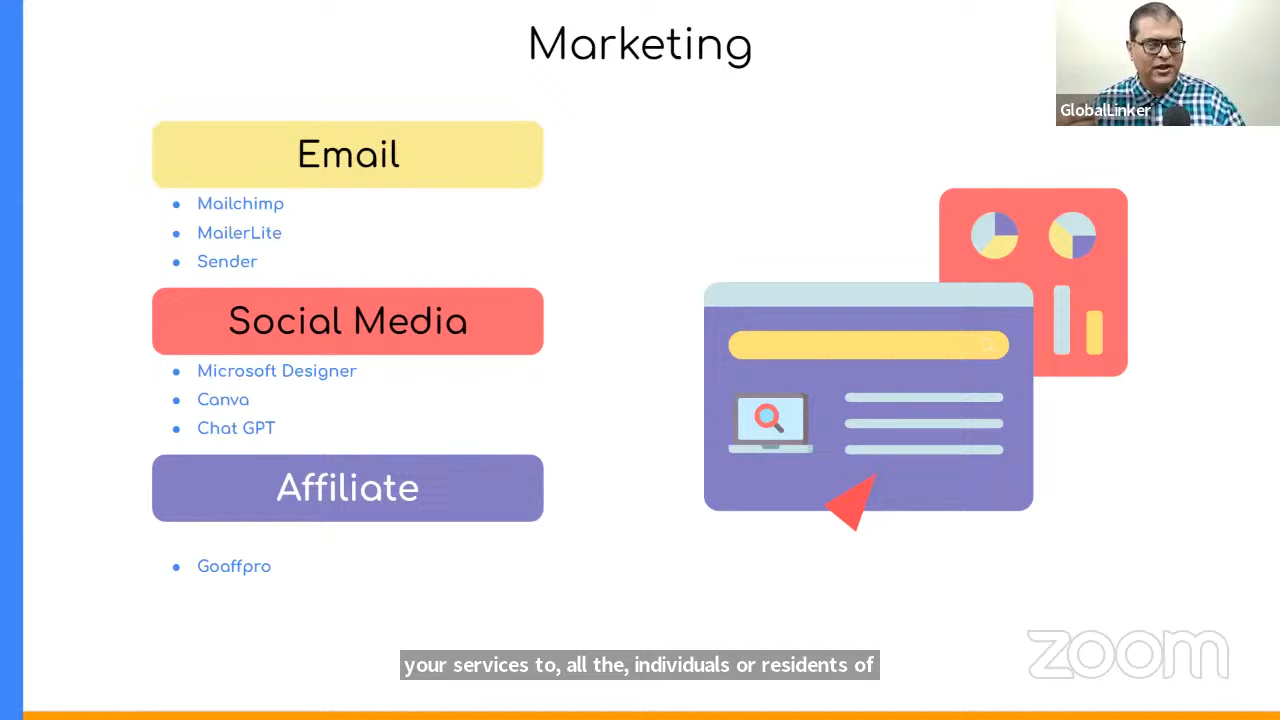 Marketing
GlobalLinker
Email
Mailchimp
MailerLite
Sender
Social Media
Microsoft Designer
Canva
Chat GPT
Affiliate
Goaffpro
your services to, all the, individuals or residents of
zoom